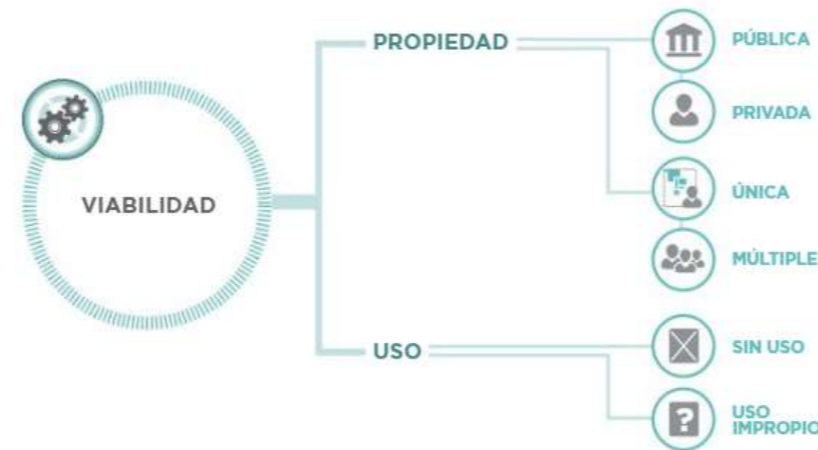 VIABILIDAD
PROPIEDAD
PÚBLICA
PRIVADA
ÚNICA
MÚLTIPLE
USO
SIN USO
USO
IMPROPIO